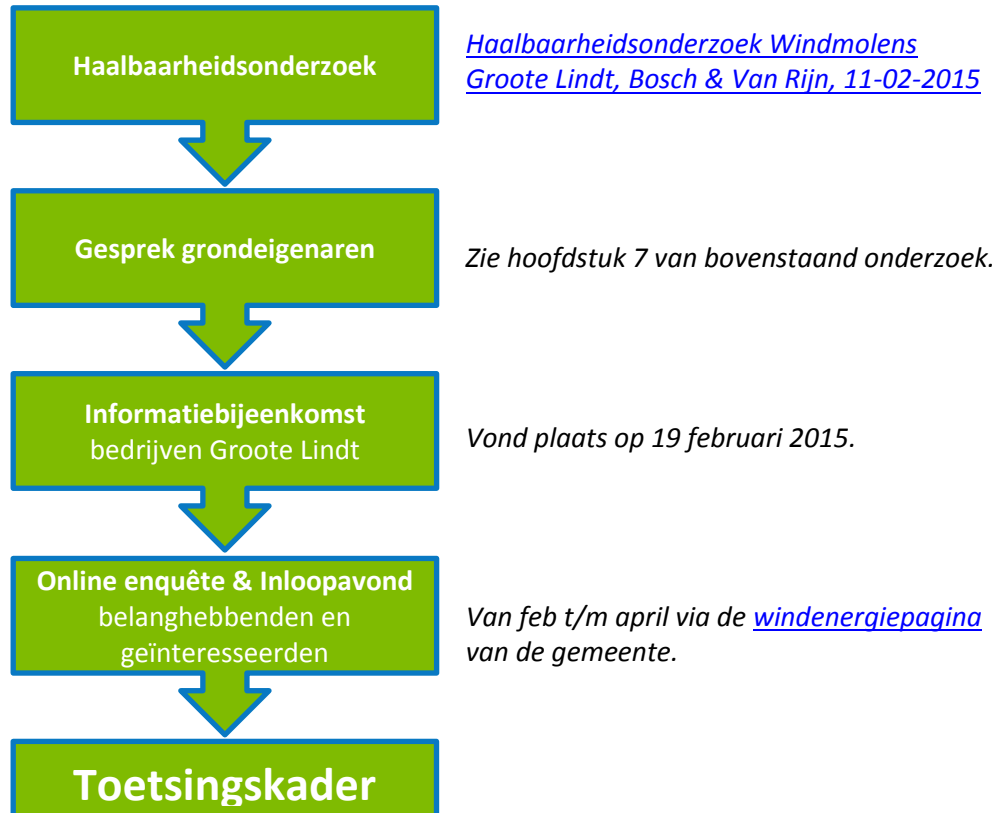 Haalbaarheidsonderzoek
Haalbaarheidsonderzoek Windmolens
Groote Lindt, Bosch & Van Rijn, 11-02-2015
Gesprek grondeigenaren
Zie hoofdstuk 7 van bovenstaand onderzoek.
Informatiebijeenkomst
bedrijven Groote Lindt
Vond plaats op 19 februari 2015.
Online enquête & Inloopavond
belanghebbenden en
geïnteresseerden
Van feb t/m april via de windenergiepagina
van de gemeente.
Toetsingskader